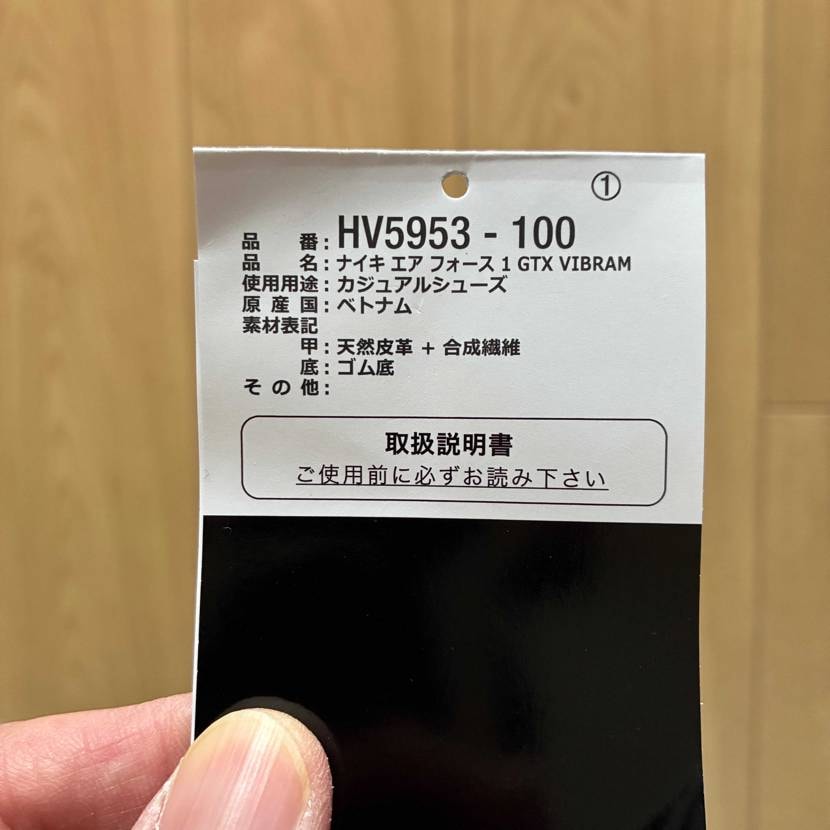 ①
品番：HV5953 - 100
品名：ナイキ エア フォース 1 GTX VIBRAM
使用用途：カジュアルシューズ
原産国：ベトナム
素材表記
甲：天然皮革 + 合成繊維
底：ゴム底
その他：
取扱説明書
ご使用前に必ずお読み下さい